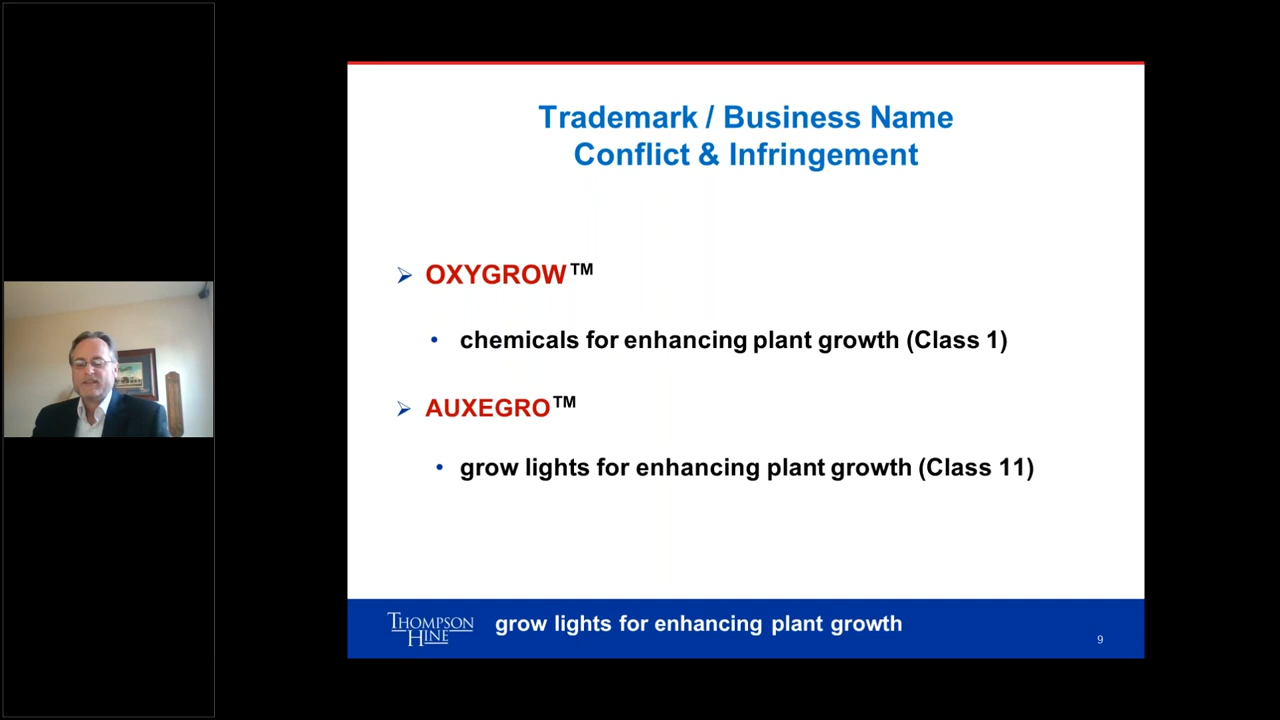 Trademark / Business Name
Conflict & Infringement
➢ OXYGROW™
• chemicals for enhancing plant growth (Class 1)
➢ AUXEGRO™
• grow lights for enhancing plant growth (Class 11)
THOMPSON
HINE
grow lights for enhancing plant growth
9